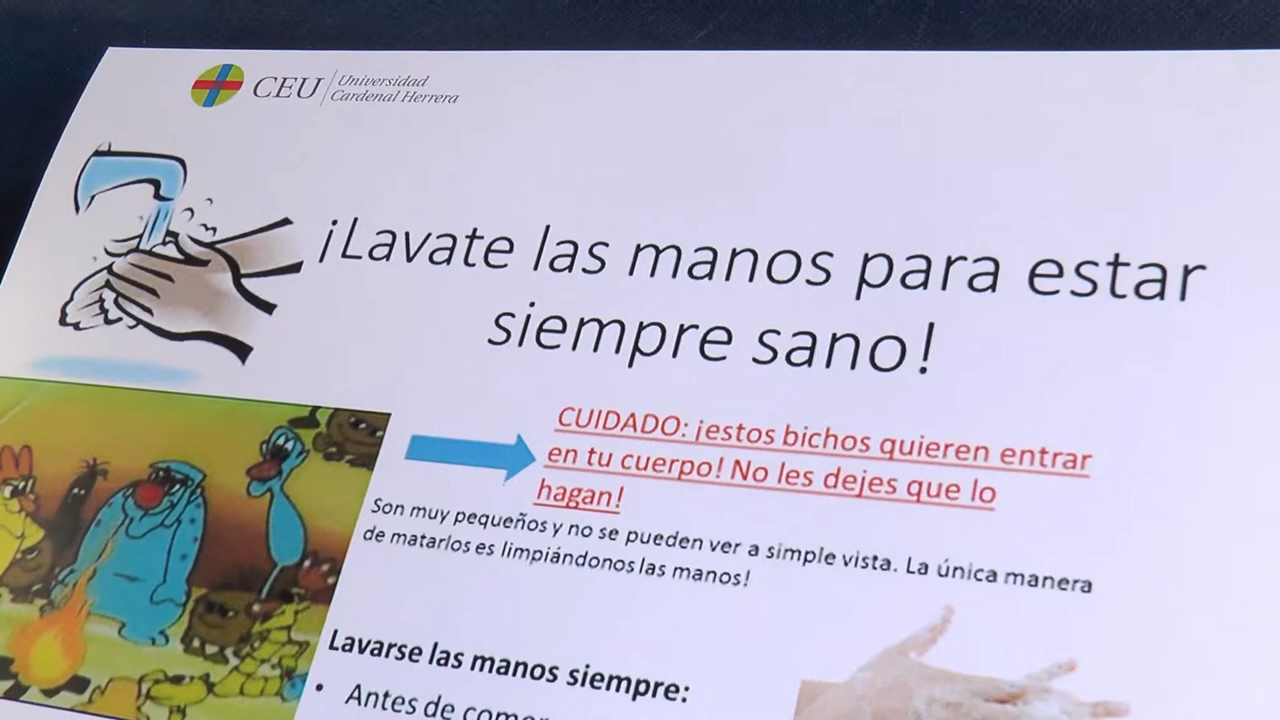 CEU Universidad
Cardenal Herrera
¡Lavate las manos para estar
siempre sano!
CUIDADO: ¡estos bichos quieren entrar
en tu cuerpo! No les dejes que lo
hagan!
Son muy pequeños y no se pueden ver a simple vista. La única manera
de matarlos es limpiándonos las manos!
Lavarse las manos siempre:
• Antes de